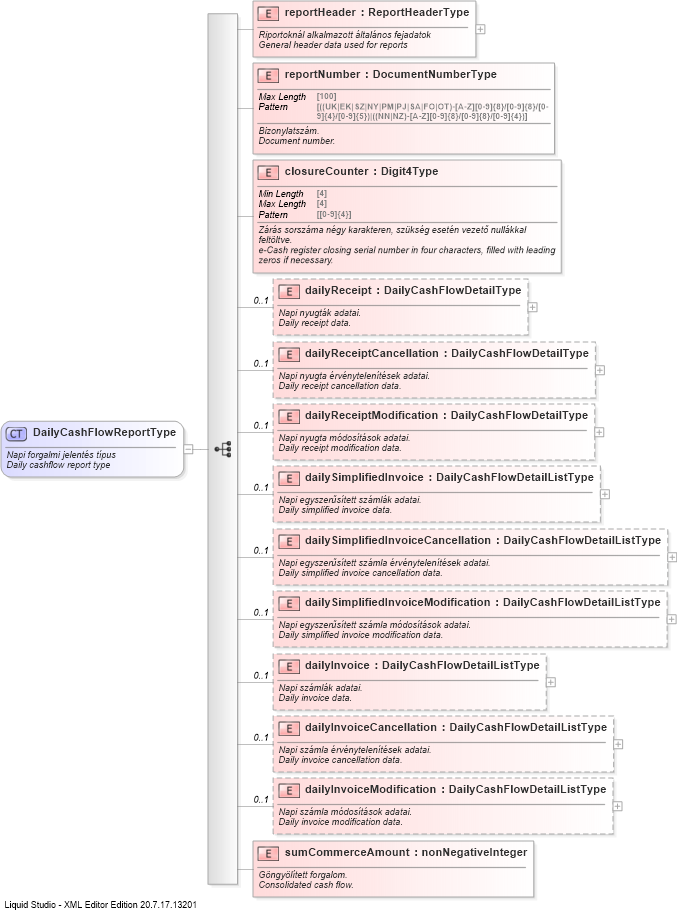 E reportHeader : ReportHeaderType
Riportoknál alkalmazott általános fejadatok
General header data used for reports
E reportNumber : DocumentNumberType
Max Length [100]
Pattern [((UK|EK|SZ|NY|PM|PJ|SA|FO|OT)-[A-Z][0-9]{8}/[0-9]{8}/[0-
9]{4}/[0-9]{5})|((NN|NZ)-[A-Z][0-9]{8}/[0-9]{8}/[0-9]{4})]
Bizonylatszám.
Document number.
E closureCounter : Digit4Type
Min Length [4]
Max Length [4]
Pattern [[0-9]{4}]
Zárás sorszáma négy karakteren, szükség esetén vezető nullákkal
feltöltve.
e-Cash register closing serial number in four characters, filled with leading
zeros if necessary.
0..1 E dailyReceipt : DailyCashFlowDetailType
Napi nyugták adatai.
Daily receipt data.
0..1 E dailyReceiptCancellation : DailyCashFlowDetailType
Napi nyugta érvénytelenítések adatai.
Daily receipt cancellation data.
0..1 E dailyReceiptModification : DailyCashFlowDetailType
Napi nyugta módosítások adatai.
Daily receipt modification data.
CT DailyCashFlowReportType
Napi forgalmi jelentés típus
Daily cashflow report type
0..1 E dailySimplifiedInvoice : DailyCashFlowDetailListType
Napi egyszerűsített számlák adatai.
Daily simplified invoice data.
0..1 E dailySimplifiedInvoiceCancellation : DailyCashFlowDetailListType
Napi egyszerűsített számla érvénytelenítések adatai.
Daily simplified invoice cancellation data.
0..1 E dailySimplifiedInvoiceModification : DailyCashFlowDetailListType
Napi egyszerűsített számla módosítások adatai.
Daily simplified invoice modification data.
0..1 E dailyInvoice : DailyCashFlowDetailListType
Napi számlák adatai.
Daily invoice data.
0..1 E dailyInvoiceCancellation : DailyCashFlowDetailListType
Napi számla érvénytelenítések adatai.
Daily invoice cancellation data.
0..1 E dailyInvoiceModification : DailyCashFlowDetailListType
Napi számla módosítások adatai.
Daily invoice modification data.
E sumCommerceAmount : nonNegativeInteger
Göngyölített forgalom.
Consolidated cash flow.
Liquid Studio - XML Editor Edition 20.7.17.13201